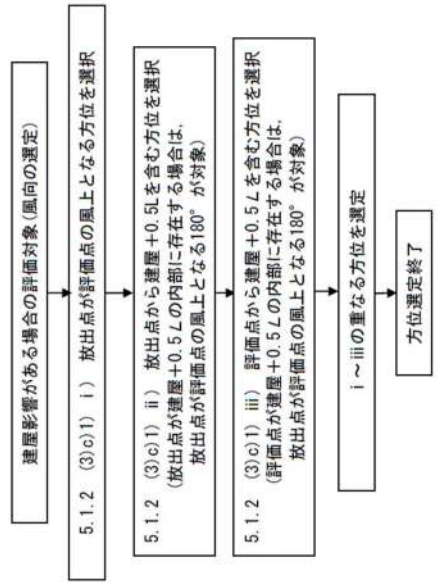 建屋影響がある場合の評価対象(風向の選定)
5.1.2 (3)c)1) ⅰ) 放出点が評価点の風上となる方位を選択
5.1.2 (3)c)1) ⅱ) 放出点から建屋+0.5Lを含む方位を選択
(放出点が建屋+0.5Lの内部に存在する場合は,
放出点が評価点の風上となる180°が対象)
5.1.2 (3)c)1) ⅲ) 評価点から建屋+0.5Lを含む方位を選択
(評価点が建屋+0.5Lの内部に存在する場合は,
放出点が評価点の風上となる180°が対象)
ⅰ~ⅲの重なる方位を選定
方位選定終了